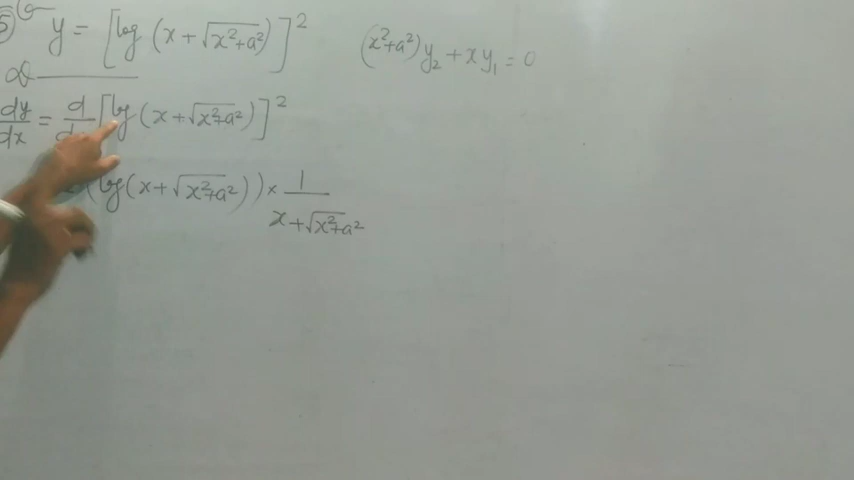 5) y = [log (x + √(x²+a²))]²
(x²+a²)y₂ + xy₁ = 0
dy/dx = d/d [log (x + √(x²+a²))]²
(log(x + √(x²+a²))) × 1/(x + √(x²+a²))